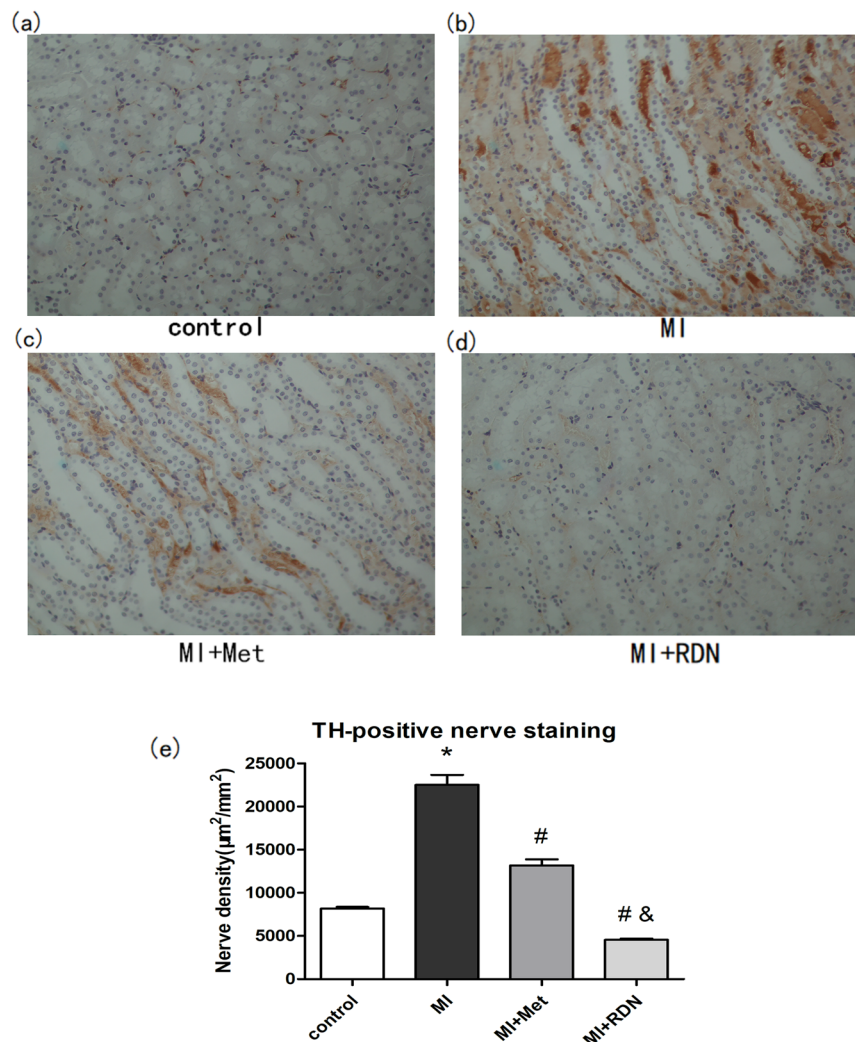 (a)
(b)
control
MI
(c)
(d)
MI+Met
MI+RDN
(e)
TH-positive nerve staining
Nerve density(μm²/mm²)
25000
20000
15000
10000
5000
0
*
#
# &
control
MI
MI+Met
MI+RDN